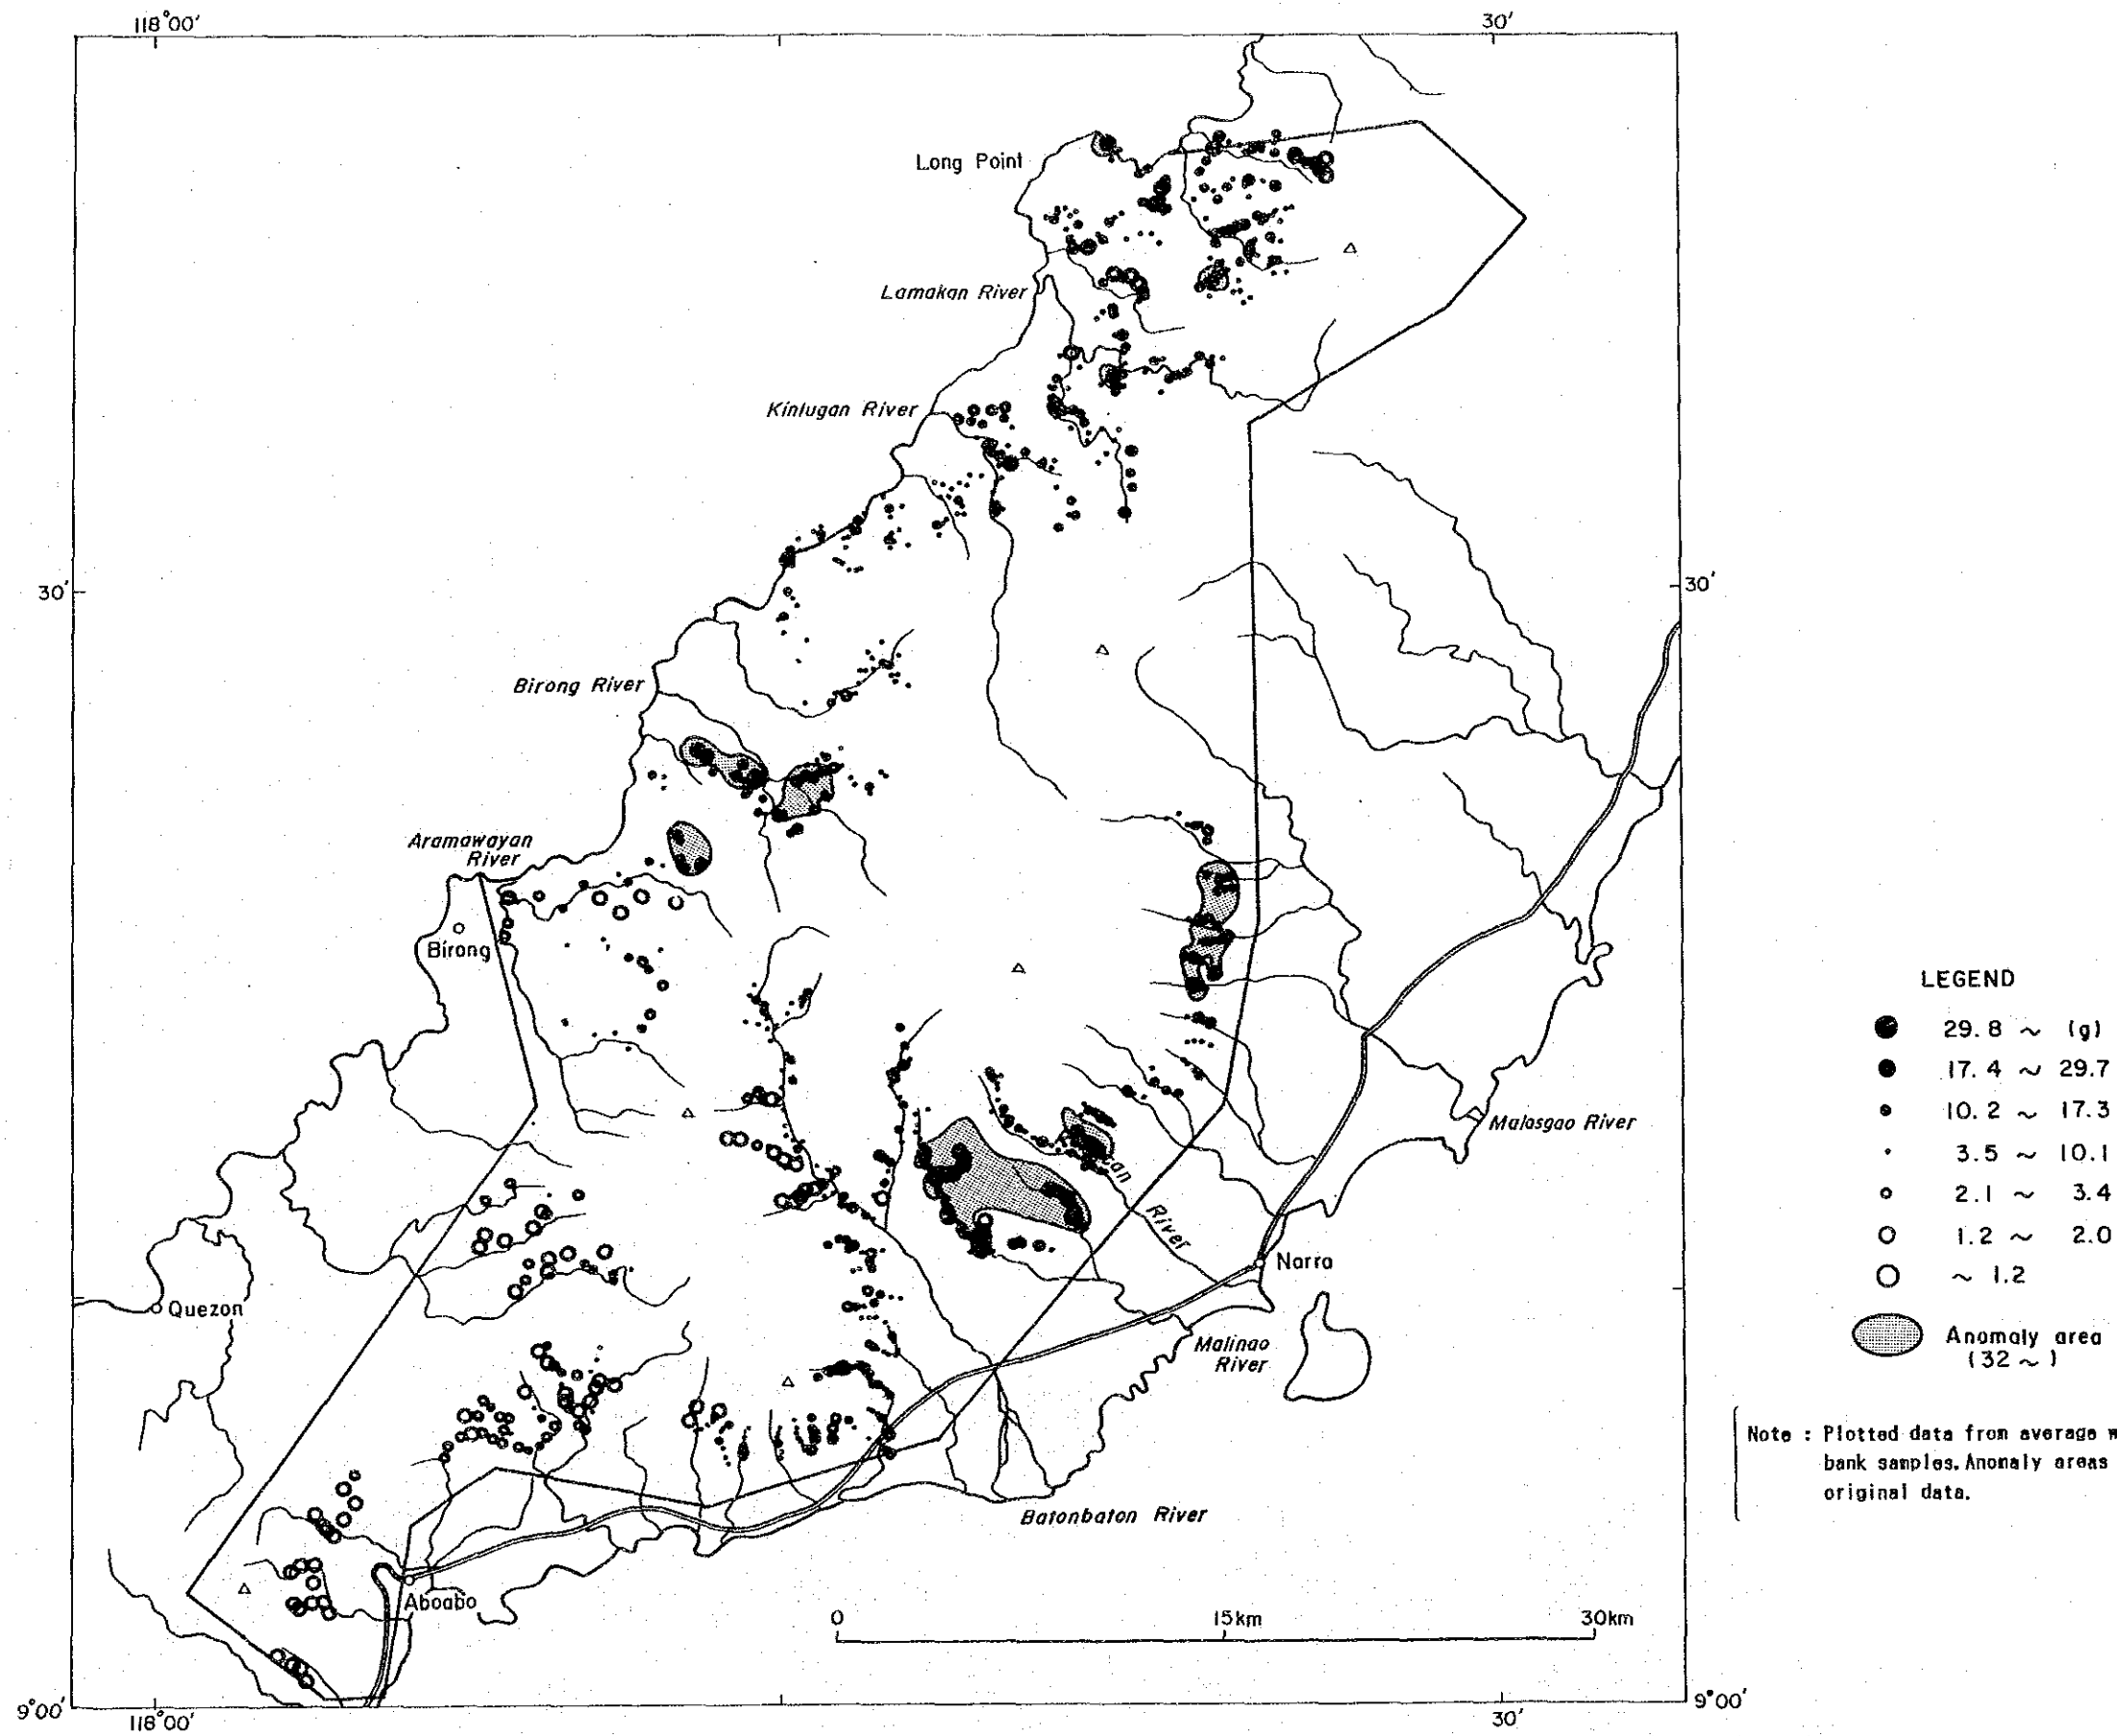 118°00'
30'
Long Point
Lamakan River
Kinlugan River
30'
30'
Birong River
Aramawayan
River
Birong
LEGEND
29.8 ~ (g)
17.4 ~ 29.7
10.2 ~ 17.3
3.5 ~ 10.1
2.1 ~ 3.4
1.2 ~ 2.0
~ 1.2
Anomaly area
(32 ~ )
Malasgao River
River
Narra
Quezon
Malinao
River
Note : Plotted data from average
bank samples. Anomaly areas
original data.
Batonbaton River
Aboabo
0 15km 30km
9°00'
118°00'
30'
9°00'